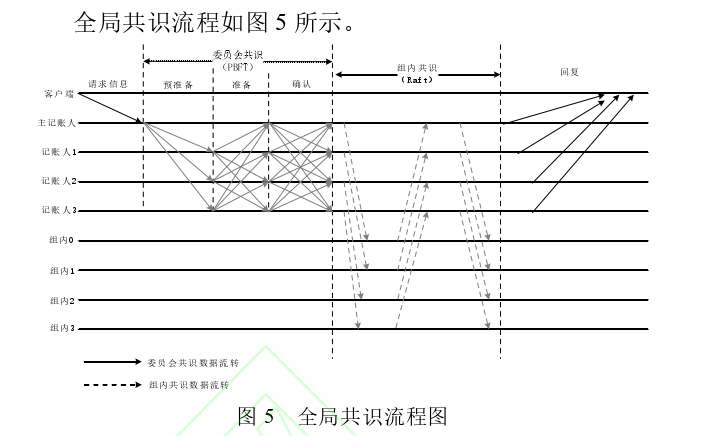 全局共识流程如图 5 所示。
委员会共识
（PBFT）
组内共识
（Raft）
回复
请求信息
预准备
准备
确认
客户端
主记账人
记账人1
记账人2
记账人3
组内0
组内1
组内2
组内3
委员会共识数据流转
组内共识数据流转
图 5 全局共识流程图